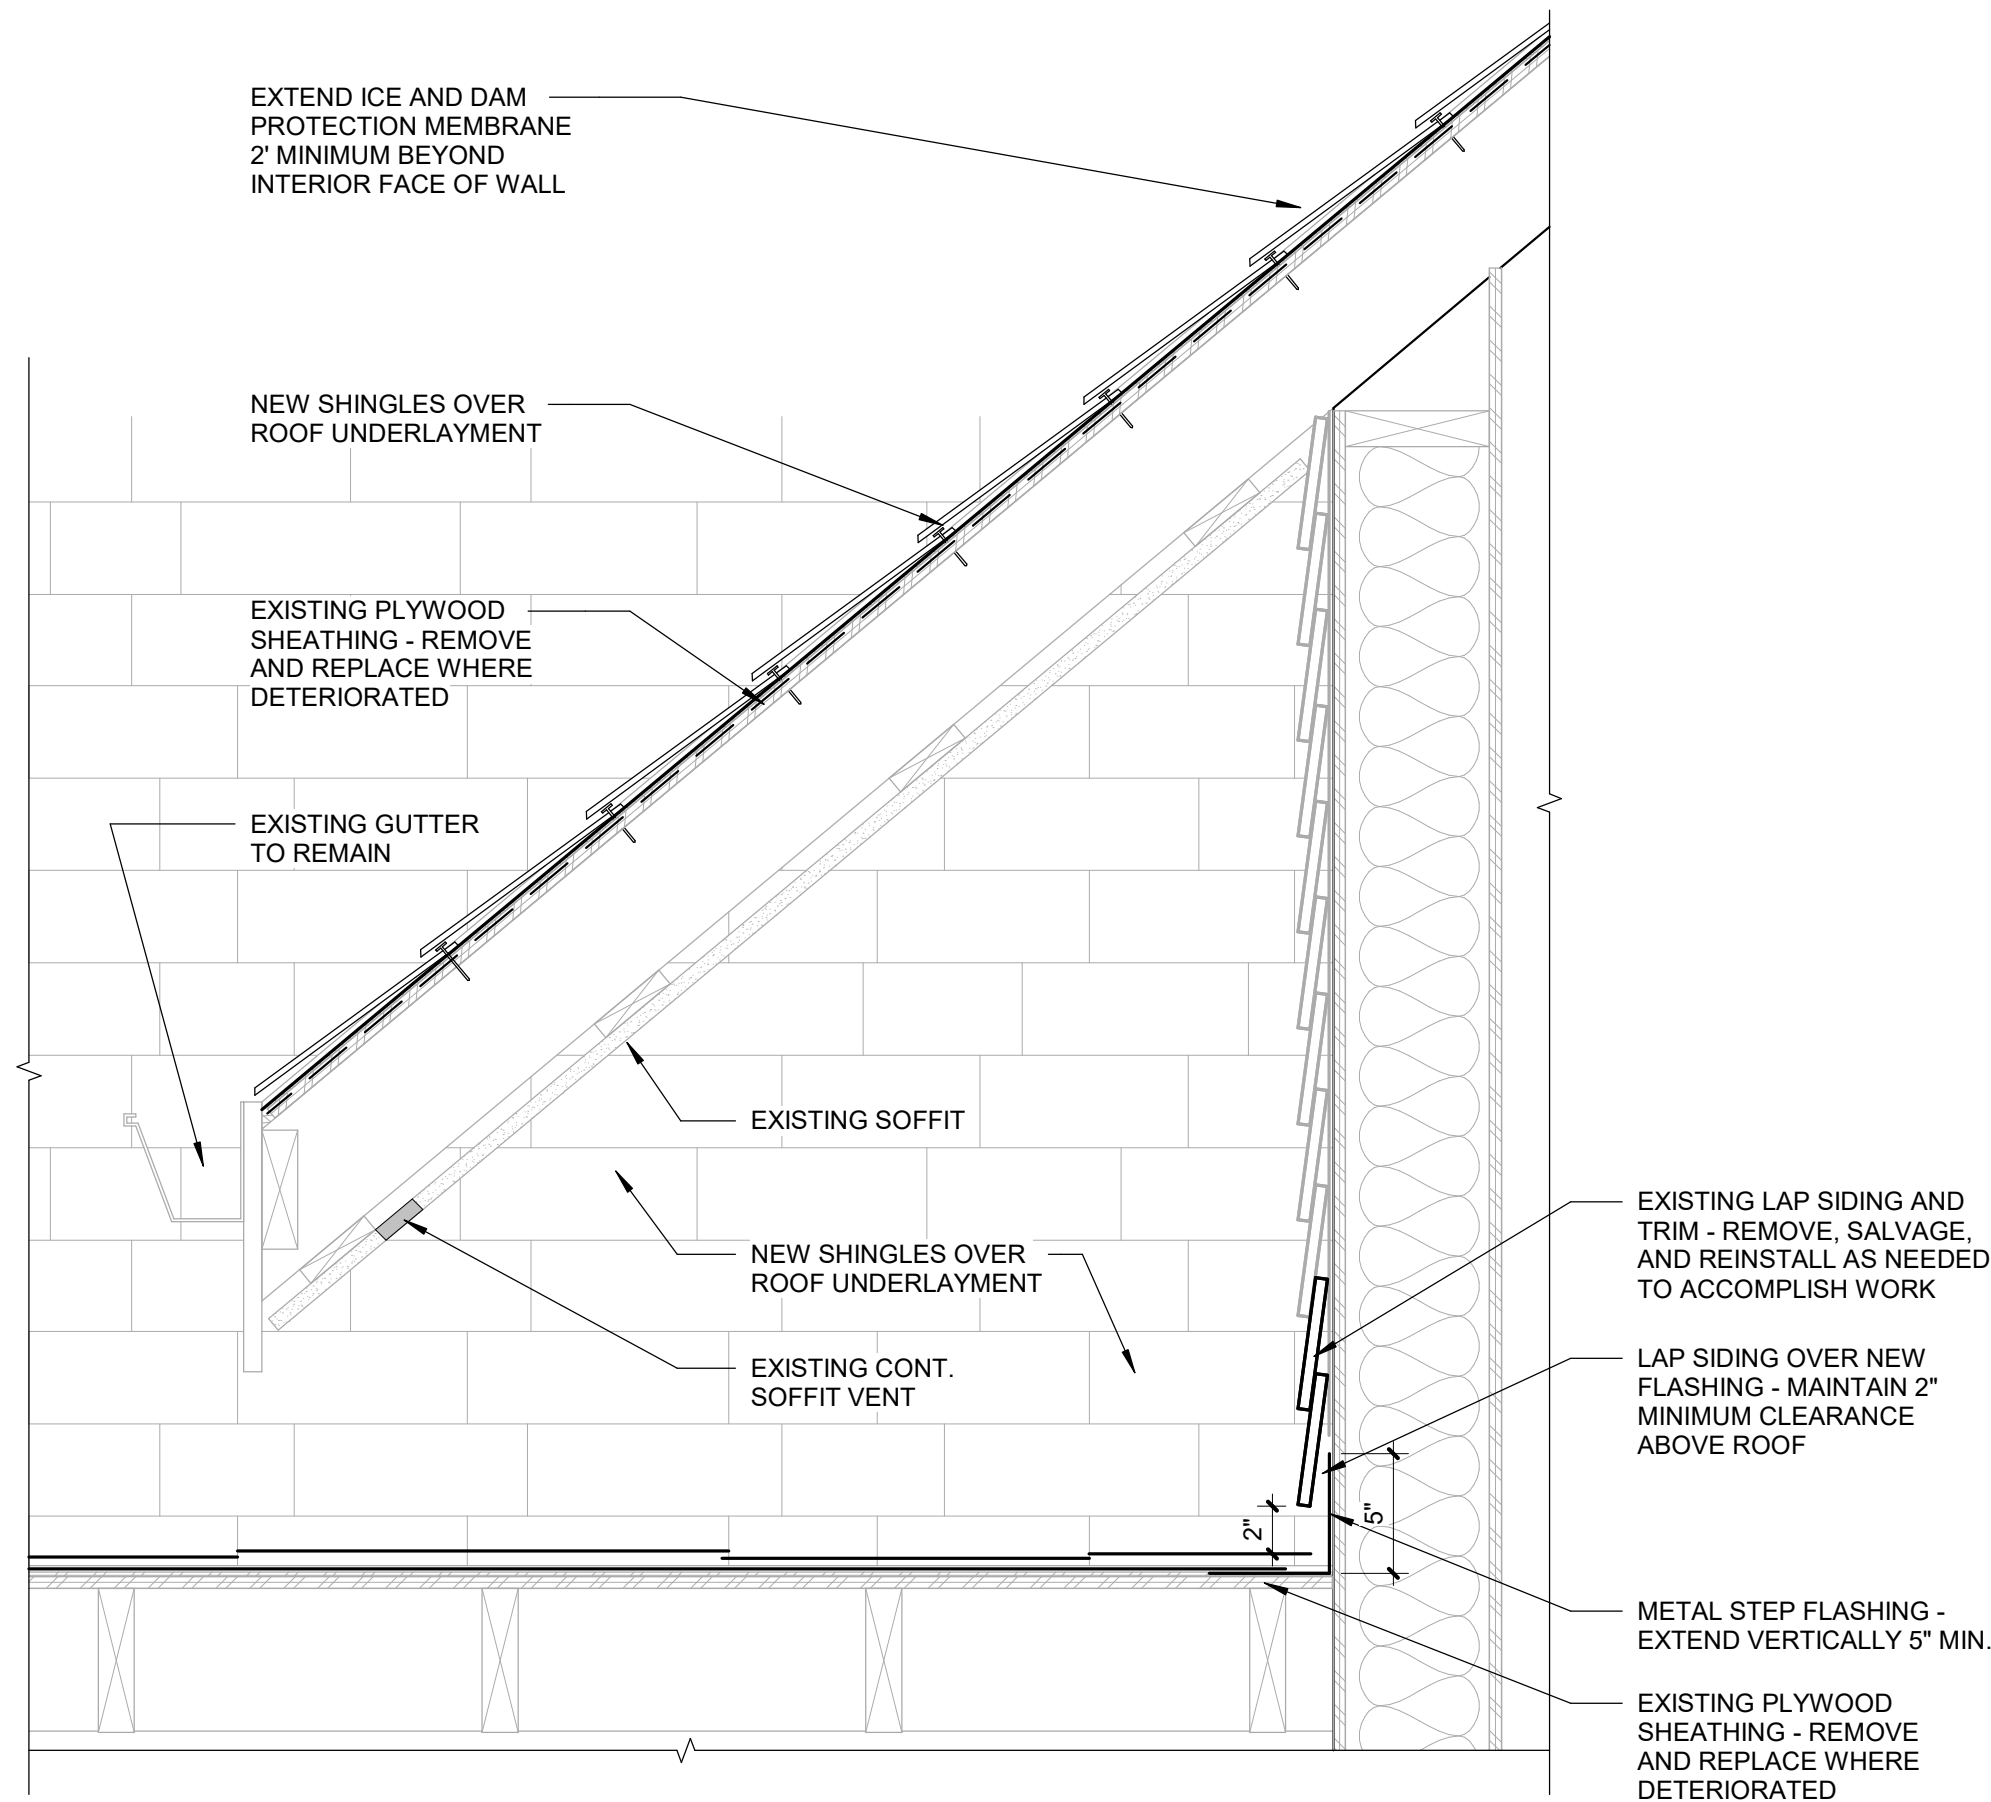 EXTEND ICE AND DAM
PROTECTION MEMBRANE
2' MINIMUM BEYOND
INTERIOR FACE OF WALL
NEW SHINGLES OVER
ROOF UNDERLAYMENT
EXISTING PLYWOOD
SHEATHING - REMOVE
AND REPLACE WHERE
DETERIORATED
EXISTING GUTTER
TO REMAIN
EXISTING SOFFIT
NEW SHINGLES OVER
ROOF UNDERLAYMENT
EXISTING CONT.
SOFFIT VENT
EXISTING LAP SIDING AND
TRIM - REMOVE, SALVAGE,
AND REINSTALL AS NEEDED
TO ACCOMPLISH WORK
LAP SIDING OVER NEW
FLASHING - MAINTAIN 2"
MINIMUM CLEARANCE
ABOVE ROOF
2"
5"
METAL STEP FLASHING -
EXTEND VERTICALLY 5" MIN.
EXISTING PLYWOOD
SHEATHING - REMOVE
AND REPLACE WHERE
DETERIORATED